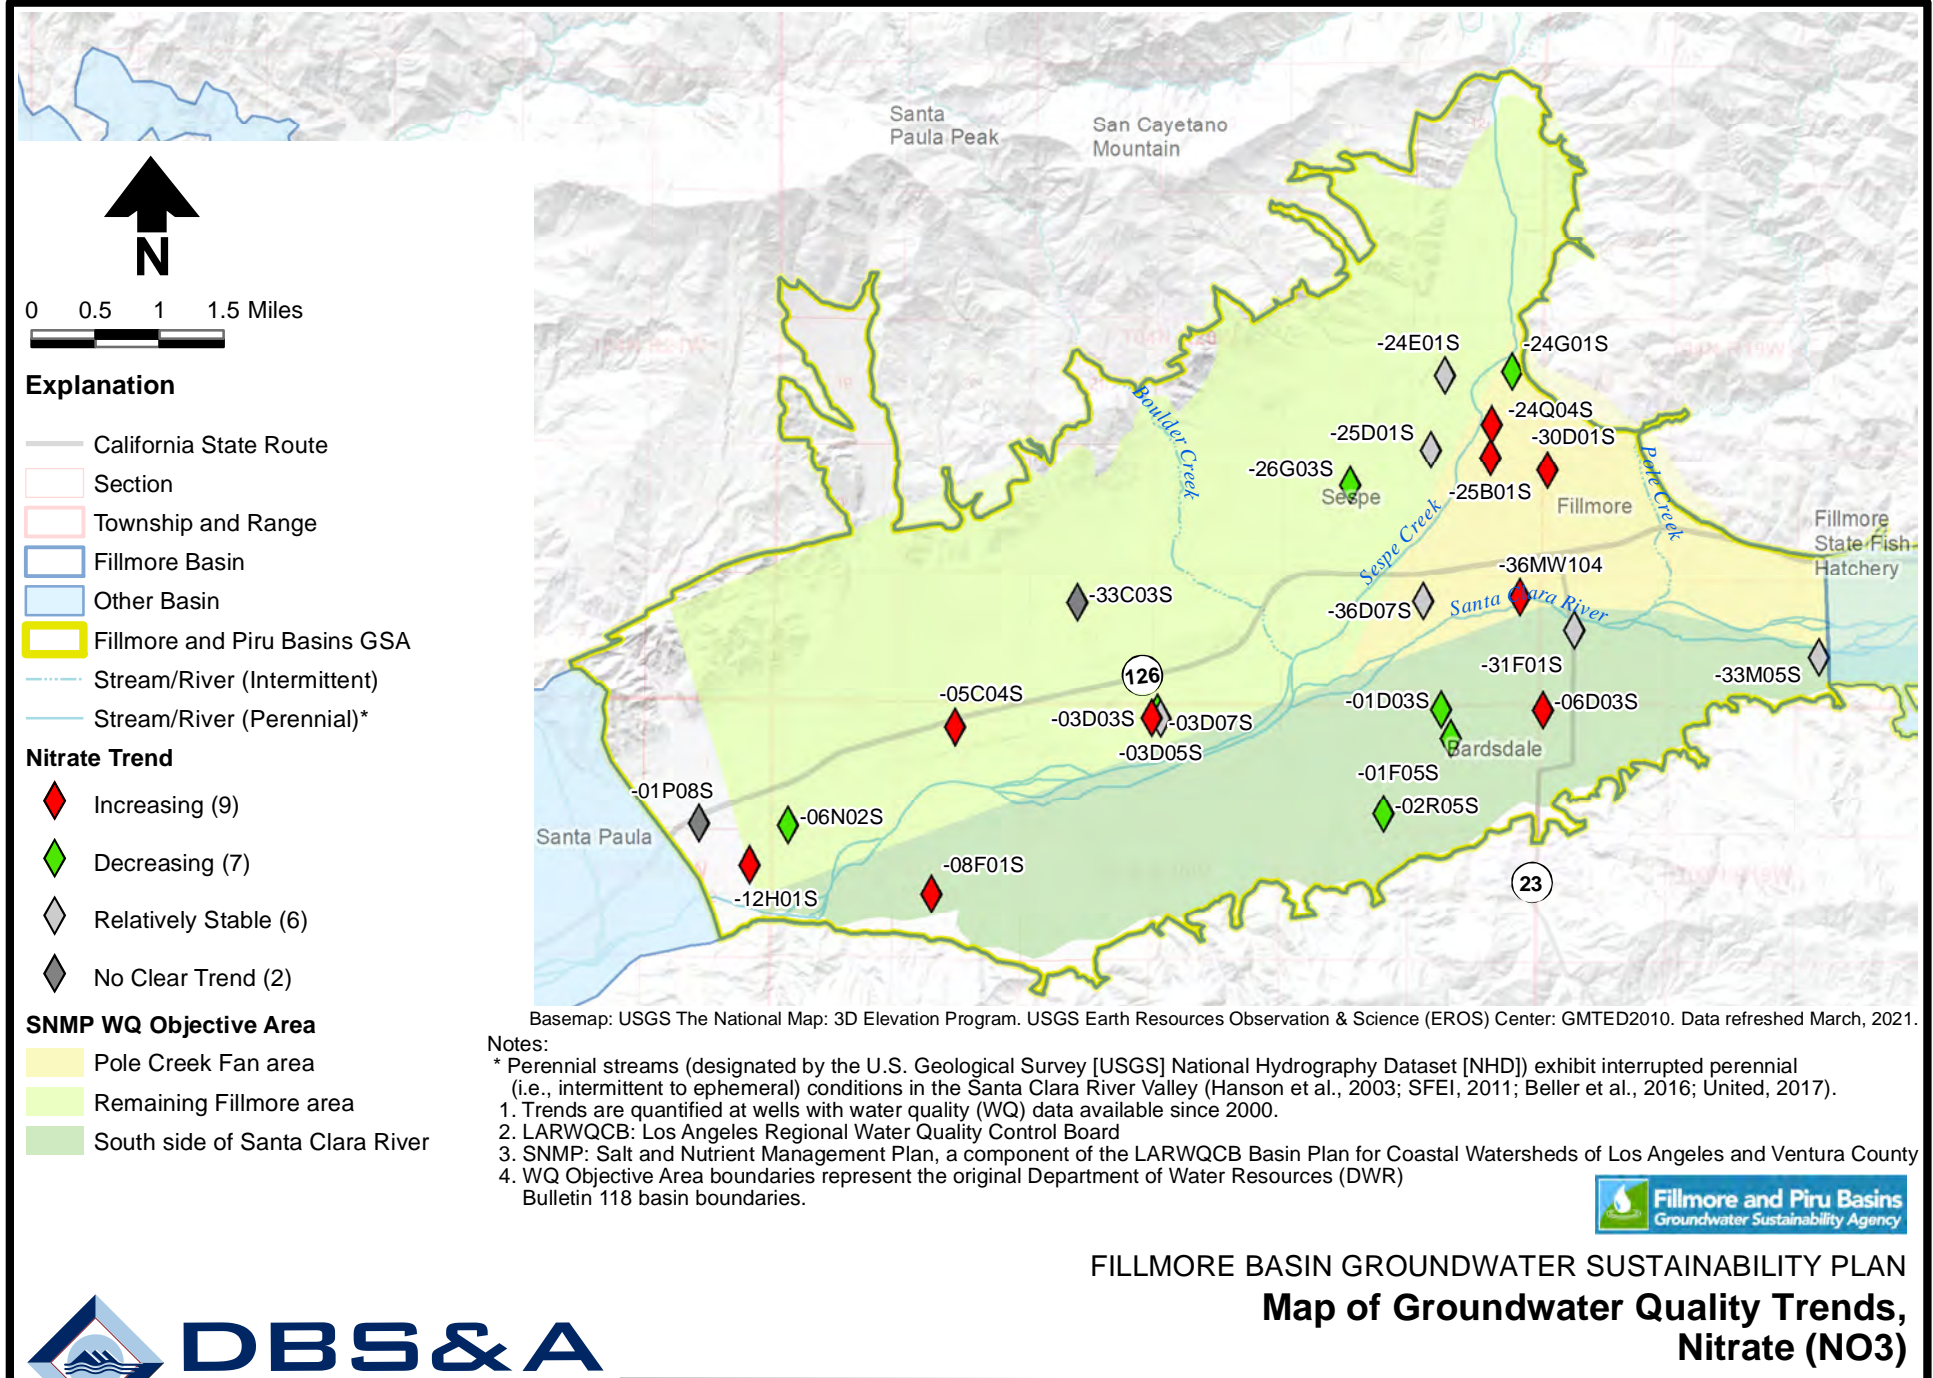 Santa
Paula Peak
San Cayetano
Mountain
N
0 0.5 1 1.5 Miles
Explanation
California State Route
Section
Township and Range
Fillmore Basin
Other Basin
Fillmore and Piru Basins GSA
Stream/River (Intermittent)
Stream/River (Perennial)*
Nitrate Trend
Increasing (9)
Decreasing (7)
Relatively Stable (6)
No Clear Trend (2)
SNMP WQ Objective Area
Pole Creek Fan area
Remaining Fillmore area
South side of Santa Clara River
-24E01S
-24G01S
-24Q04S
-25D01S
-30D01S
-26G03S
-25B01S
Sespe
Fillmore
Boulder Creek
Sespe Creek
Pole Creek
Fillmore
State Fish
Hatchery
-36MW104
-33C03S
-36D07S
Santa Clara River
-31F01S
-33M05S
126
-05C04S
-03D03S
-03D07S
-03D05S
-01D03S
-06D03S
Bardsdale
-01F05S
-02R05S
-01P08S
-06N02S
Santa Paula
-08F01S
-12H01S
23
Basemap: USGS The National Map: 3D Elevation Program. USGS Earth Resources Observation & Science (EROS) Center: GMTED2010. Data refreshed March, 2021.
Notes:
* Perennial streams (designated by the U.S. Geological Survey [USGS] National Hydrography Dataset [NHD]) exhibit interrupted perennial
(i.e., intermittent to ephemeral) conditions in the Santa Clara River Valley (Hanson et al., 2003; SFEI, 2011; Beller et al., 2016; United, 2017).
1. Trends are quantified at wells with water quality (WQ) data available since 2000.
2. LARWQCB: Los Angeles Regional Water Quality Control Board
3. SNMP: Salt and Nutrient Management Plan, a component of the LARWQCB Basin Plan for Coastal Watersheds of Los Angeles and Ventura County
4. WQ Objective Area boundaries represent the original Department of Water Resources (DWR)
Bulletin 118 basin boundaries.
Fillmore and Piru Basins
Groundwater Sustainability Agency
FILLMORE BASIN GROUNDWATER SUSTAINABILITY PLAN
Map of Groundwater Quality Trends,
Nitrate (NO3)
DBS&A